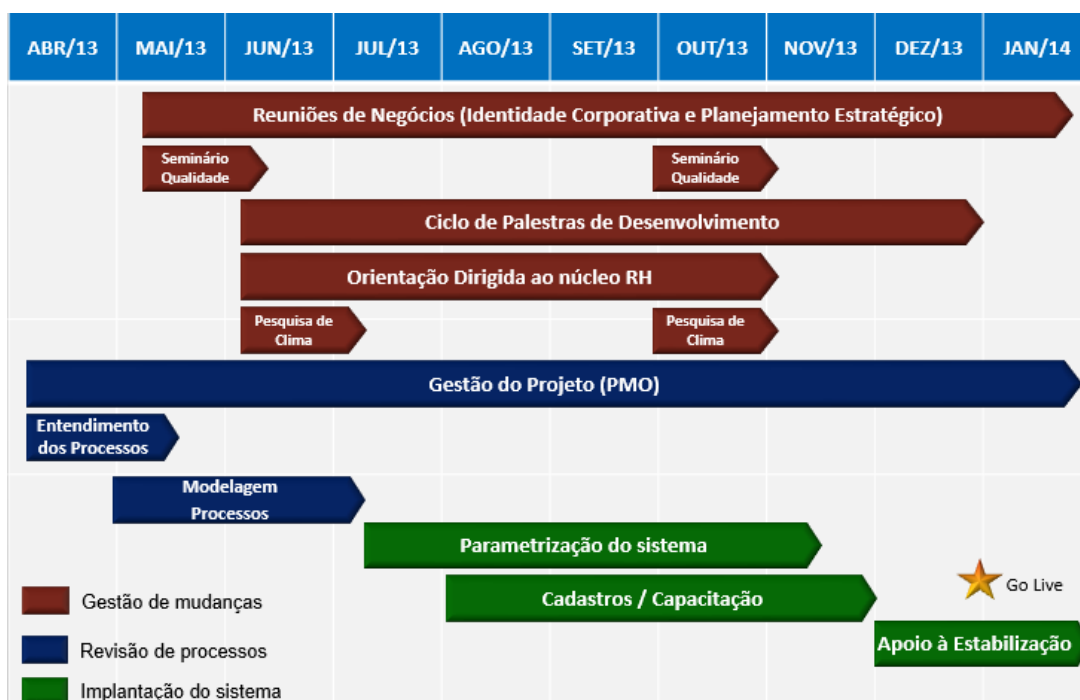 ABR/13 MAI/13 JUN/13 JUL/13 AGO/13 SET/13 OUT/13 NOV/13 DEZ/13 JAN/14
Reuniões de Negócios (Identidade Corporativa e Planejamento Estratégico)
Seminário
Qualidade
Seminário
Qualidade
Ciclo de Palestras de Desenvolvimento
Orientação Dirigida ao núcleo RH
Pesquisa de
Clima
Pesquisa de
Clima
Gestão do Projeto (PMO)
Entendimento
dos Processos
Modelagem
Processos
Parametrização do sistema
Cadastros / Capacitação
Go Live
Apoio à Estabilização
Gestão de mudanças
Revisão de processos
Implantação do sistema